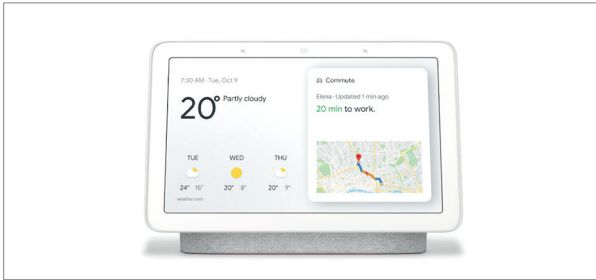 7:30 AM · Tue, Oct 9
20° Partly cloudy
TUE WED THU
24° 15° 20° 8° 20° 9°
weather.com
Commute
Elena · Updated 1 min ago
20 min to work.